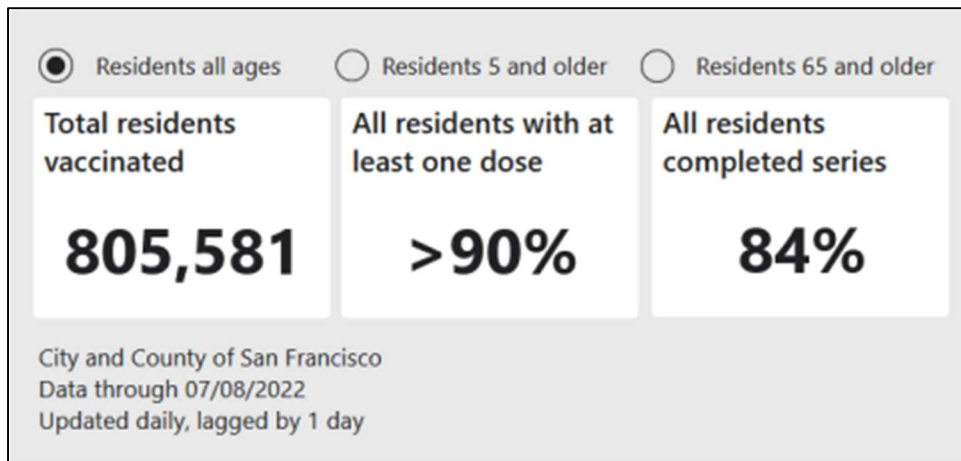 Residents all ages
Residents 5 and older
Residents 65 and older
Total residents
vaccinated
805,581
All residents with at
least one dose
>90%
All residents
completed series
84%
City and County of San Francisco
Data through 07/08/2022
Updated daily, lagged by 1 day